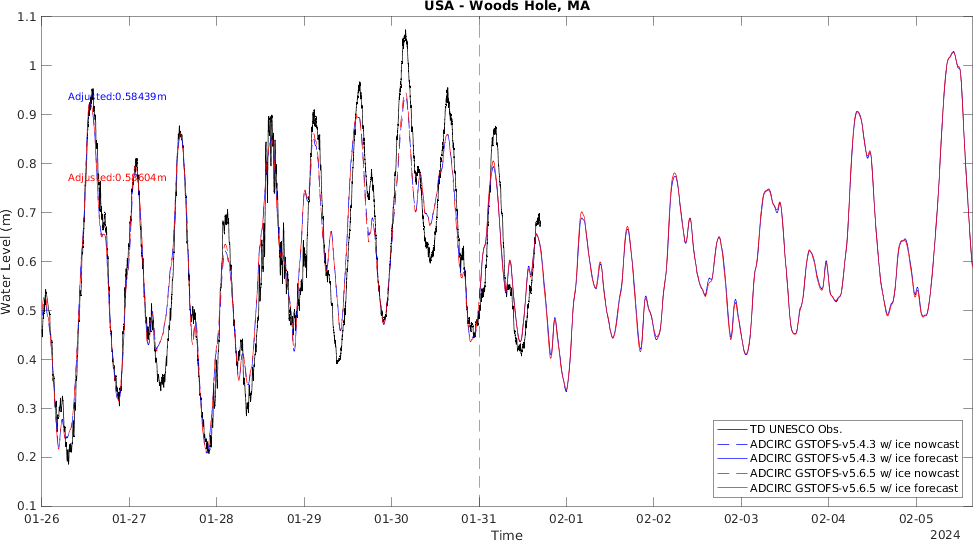 USA - Woods Hole, MA
1.1
1
0.9
0.8
0.7
0.6
0.5
0.4
0.3
0.2
0.1
Water Level (m)
Adjusted:0.58439m
Adjusted:0.58604m
01-26
01-27
01-28
01-29
01-30
01-31
02-01
02-02
02-03
02-04
02-05
Time
2024
TD UNESCO Obs.
ADCIRC GSTOFS-v5.4.3 w/ ice nowcast
ADCIRC GSTOFS-v5.4.3 w/ ice forecast
ADCIRC GSTOFS-v5.6.5 w/ ice nowcast
ADCIRC GSTOFS-v5.6.5 w/ ice forecast